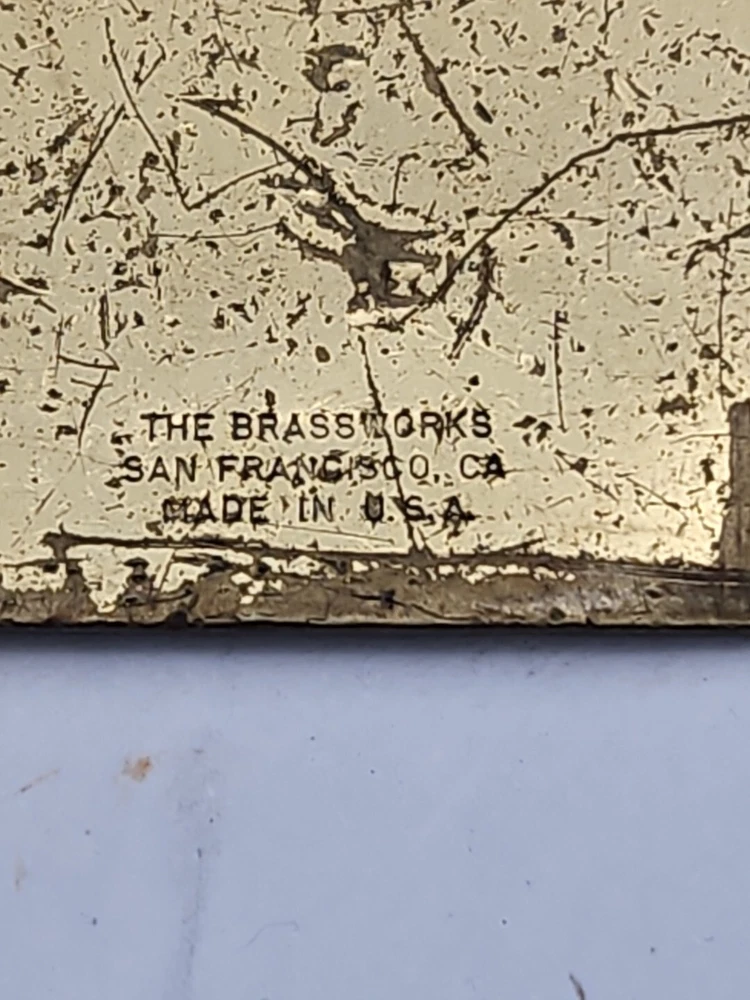 THE BRASSWORKS
SAN FRANCISCO, CA
MADE IN U.S.A.